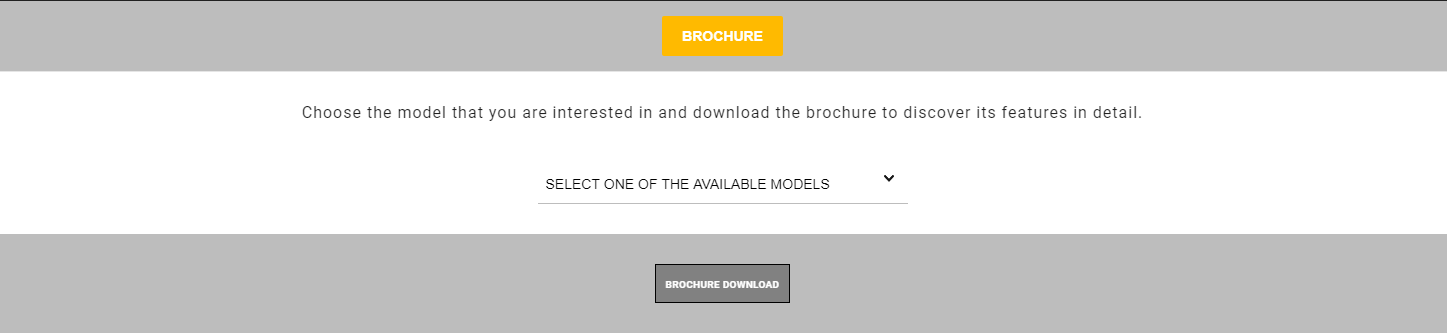 BROCHURE
Choose the model that you are interested in and download the brochure to discover its features in detail.
SELECT ONE OF THE AVAILABLE MODELS
BROCHURE DOWNLOAD